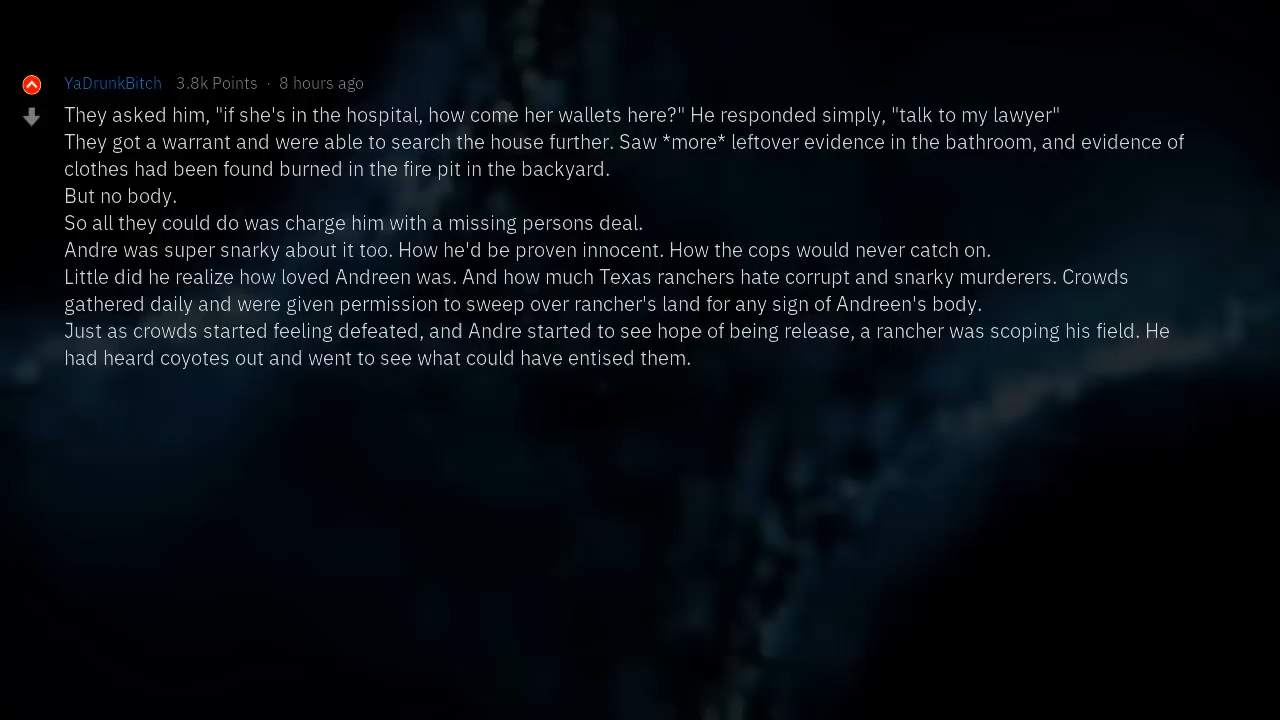 YaDrunkBitch 3.8k Points · 8 hours ago
They asked him, "if she's in the hospital, how come her wallets here?" He responded simply, "talk to my lawyer"
They got a warrant and were able to search the house further. Saw *more* leftover evidence in the bathroom, and evidence of
clothes had been found burned in the fire pit in the backyard.
But no body.
So all they could do was charge him with a missing persons deal.
Andre was super snarky about it too. How he'd be proven innocent. How the cops would never catch on.
Little did he realize how loved Andreen was. And how much Texas ranchers hate corrupt and snarky murderers. Crowds
gathered daily and were given permission to sweep over rancher's land for any sign of Andreen's body.
Just as crowds started feeling defeated, and Andre started to see hope of being release, a rancher was scoping his field. He
had heard coyotes out and went to see what could have entised them.